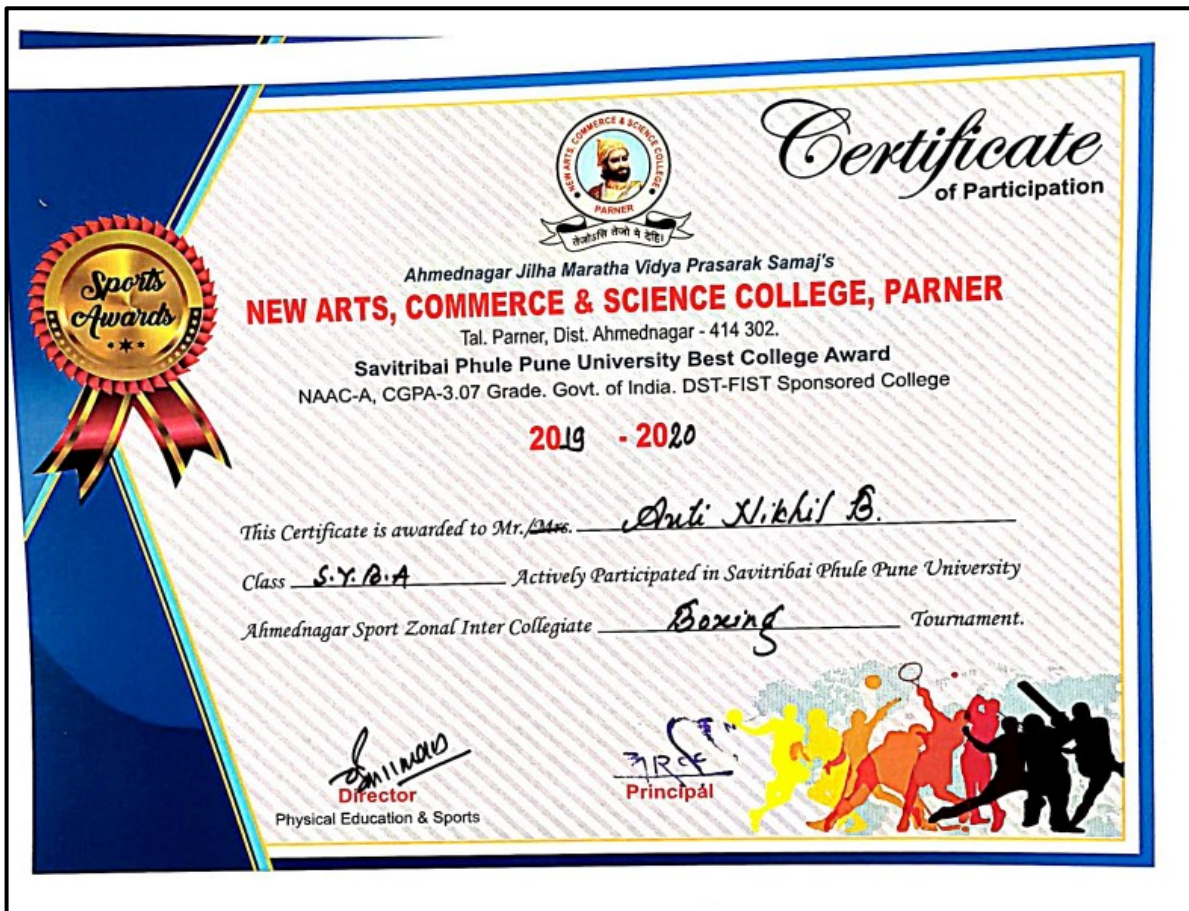 Certificate
of Participation
NEW ARTS, COMMERCE & SCIENCE COLLEGE
PARNER
तेजोऽसि तेजो मे देहि।
Sports
Awards
Ahmednagar Jilha Maratha Vidya Prasarak Samaj's
NEW ARTS, COMMERCE & SCIENCE COLLEGE, PARNER
Tal. Parner, Dist. Ahmednagar - 414 302.
Savitribai Phule Pune University Best College Award
NAAC-A, CGPA-3.07 Grade. Govt. of India. DST-FIST Sponsored College
2019 - 2020
This Certificate is awarded to Mr./Mrs. Nikhil B.
Class S.Y.B.A Actively Participated in Savitribai Phule Pune University
Ahmednagar Sport Zonal Inter Collegiate Boxing Tournament.
Director
Physical Education & Sports
Principal